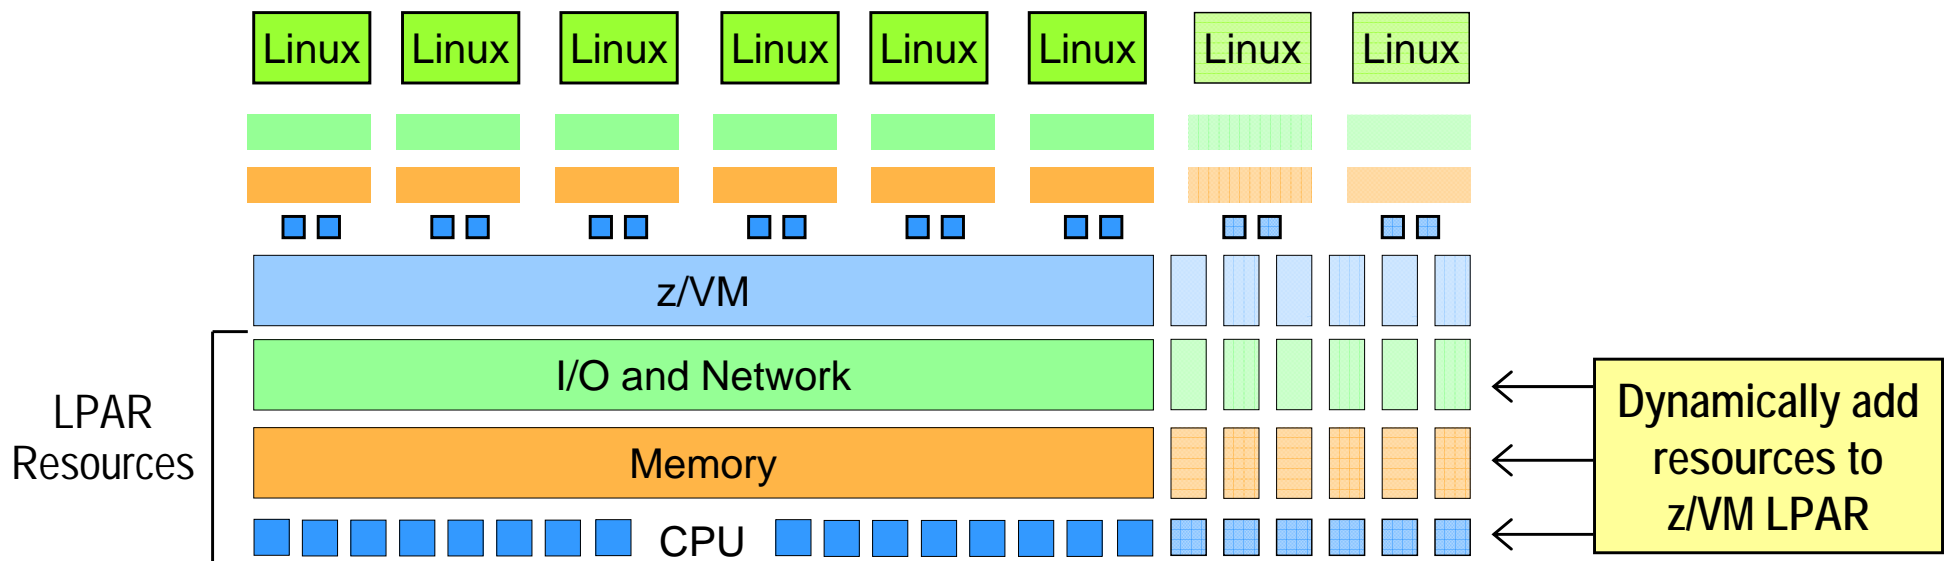 Linux Linux Linux Linux Linux Linux Linux Linux
z/VM
I/O and Network
Memory
CPU
LPAR
Resources
Dynamically add
resources to
z/VM LPAR